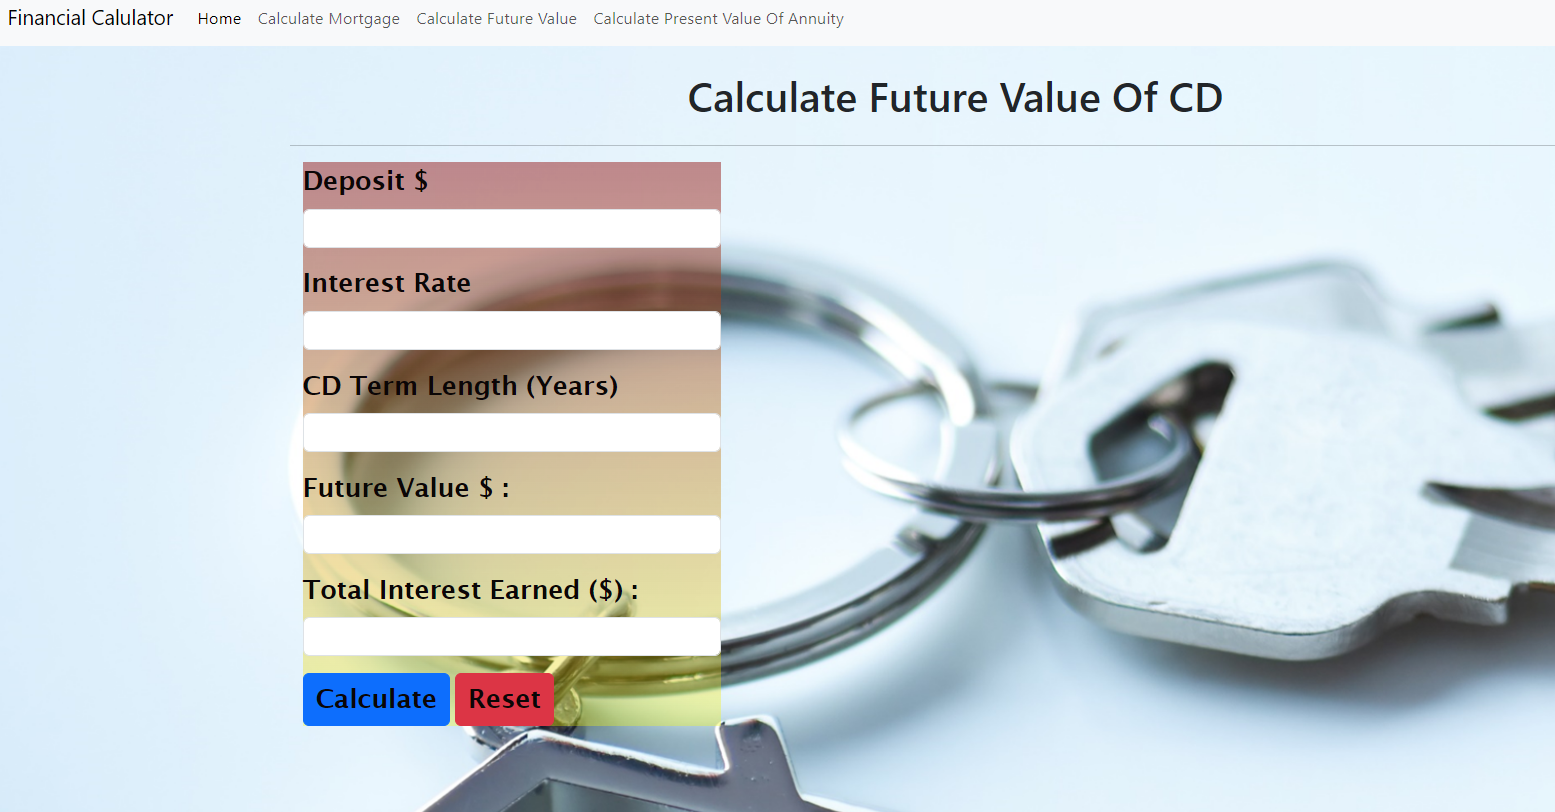 Financial Calulator Home Calculate Mortgage Calculate Future Value Calculate Present Value Of Annuity
Calculate Future Value Of CD
Deposit $
Interest Rate
CD Term Length (Years)
Future Value $ :
Total Interest Earned ($) :
Calculate Reset